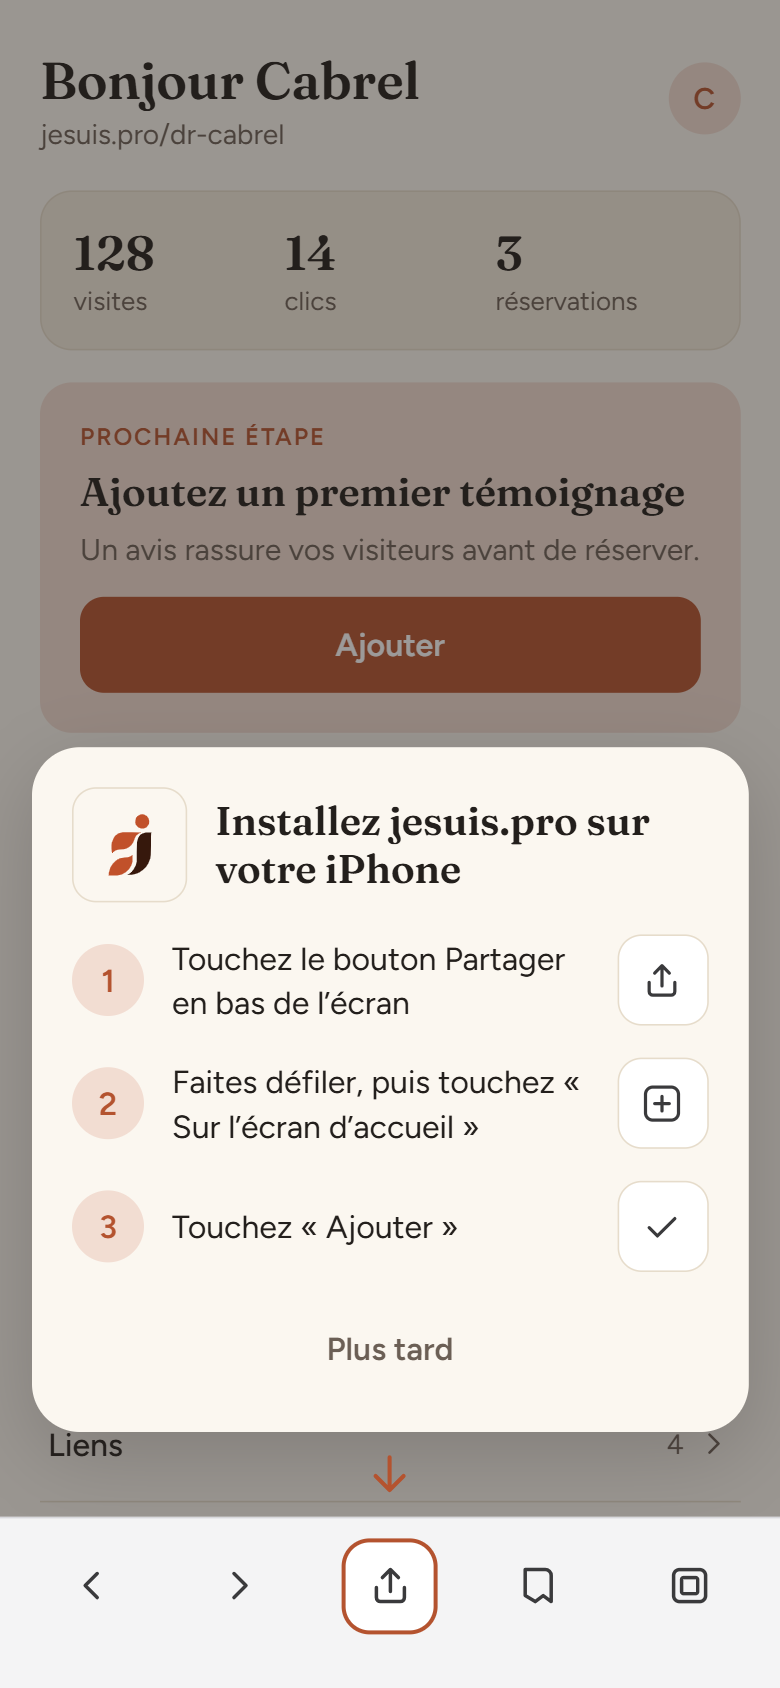 Bonjour Cabrel
C
jesuis.pro/dr-cabrel
128
14
3
visites
clics
réservations
PROCHAINE ÉTAPE
Ajoutez un premier témoignage
Un avis rassure vos visiteurs avant de réserver.
Ajouter
Installez jesuis.pro sur
votre iPhone
1
Touchez le bouton Partager
en bas de l’écran
2
Faites défiler, puis touchez «
Sur l’écran d’accueil »
3
Touchez « Ajouter »
Plus tard
Liens
4